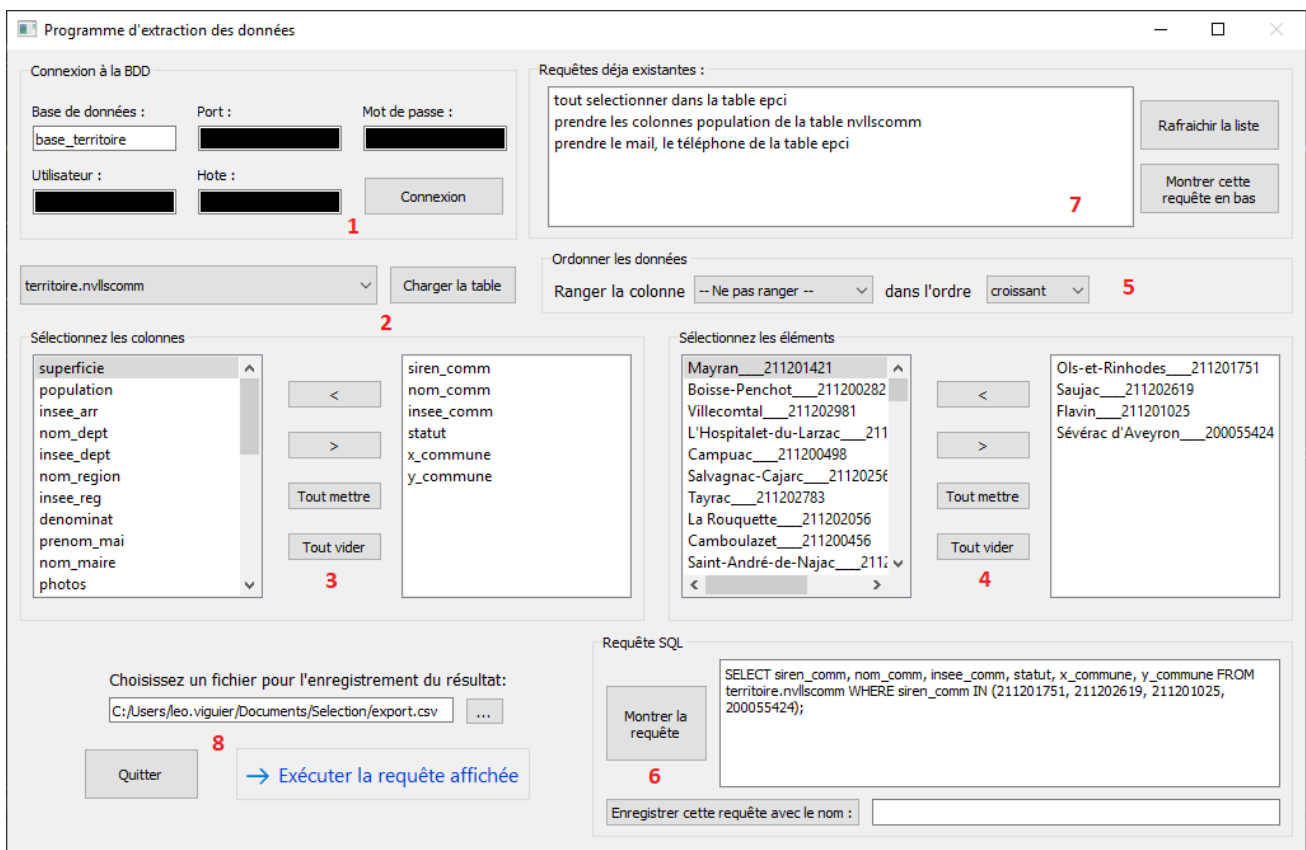 Programme d'extraction des données
Connexion à la BDD
Base de données :
Port :
Mot de passe :
base_territoire
Utilisateur :
Hote :
Connexion
1
Requêtes déja existantes :
tout selectionner dans la table epci
prendre les colonnes population de la table nvllscomm
prendre le mail, le téléphone de la table epci
7
Rafraichir la liste
Montrer cette
requête en bas
territoire.nvllscomm
Charger la table
2
Ordonner les données
Ranger la colonne
-- Ne pas ranger --
dans l'ordre
croissant
5
Sélectionnez les colonnes
superficie
population
insee_arr
nom_dept
insee_dept
nom_region
insee_reg
denominat
prenom_mai
nom_maire
photos
<
>
Tout mettre
Tout vider
3
siren_comm
nom_comm
insee_comm
statut
x_commune
y_commune
Sélectionnez les éléments
Mayran___211201421
Boisse-Penchot___211200282
Villecomtal___211202981
L'Hospitalet-du-Larzac___211
Campuac___211200498
Salvagnac-Cajarc___21120256
Tayrac___211202783
La Rouquette___211202056
Camboulazet___211200456
Saint-André-de-Najac___2112
<
>
Tout mettre
Tout vider
4
Ols-et-Rinhodes___211201751
Saujac___211202619
Flavin___211201025
Sévérac d'Aveyron___200055424
Choisissez un fichier pour l'enregistrement du résultat:
C:/Users/leo.viguier/Documents/Selection/export.csv
...
8
Quitter
→ Exécuter la requête affichée
Requête SQL
Montrer la
requête
6
SELECT siren_comm, nom_comm, insee_comm, statut, x_commune, y_commune FROM
territoire.nvllscomm WHERE siren_comm IN (211201751, 211202619, 211201025,
200055424);
Enregistrer cette requête avec le nom :